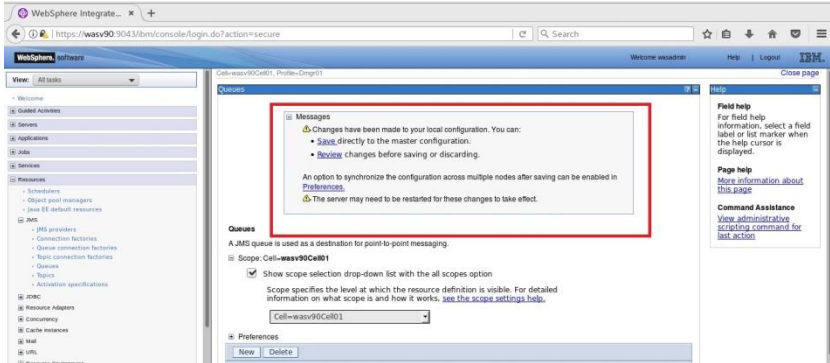 WebSphere Integrate...
https://wasv90:9043/ibm/console/login.do?action=secure
Search
WebSphere. software
Welcome wasadmin
Help | Logout
IBM.
View: All tasks
Cell=wasv90Cell01, Profile=Dmgr01
Close page
Welcome
Guided Activities
Servers
Applications
Jobs
Services
Resources
Schedulers
Object pool managers
Java EE default resources
JMS
JMS providers
Connection factories
Queue connection factories
Topic connection factories
Queues
Topics
Activation specifications
JDBC
Resource Adapters
Concurrency
Cache instances
Mail
URL
Queues
Messages
Changes have been made to your local configuration. You can:
Save directly to the master configuration.
Review changes before saving or discarding.
An option to synchronize the configuration across multiple nodes after saving can be enabled in
Preferences.
The server may need to be restarted for these changes to take effect.
Queues
A JMS queue is used as a destination for point-to-point messaging.
Scope: Cell=wasv90Cell01
Show scope selection drop-down list with the all scopes option
Scope specifies the level at which the resource definition is visible. For detailed
information on what scope is and how it works, see the scope settings help.
Cell=wasv90Cell01
Preferences
New
Delete
Help
Field help
For field help
information, select a field
label or list marker when
the help cursor is
displayed.
Page help
More information about
this page
Command Assistance
View administrative
scripting command for
last action